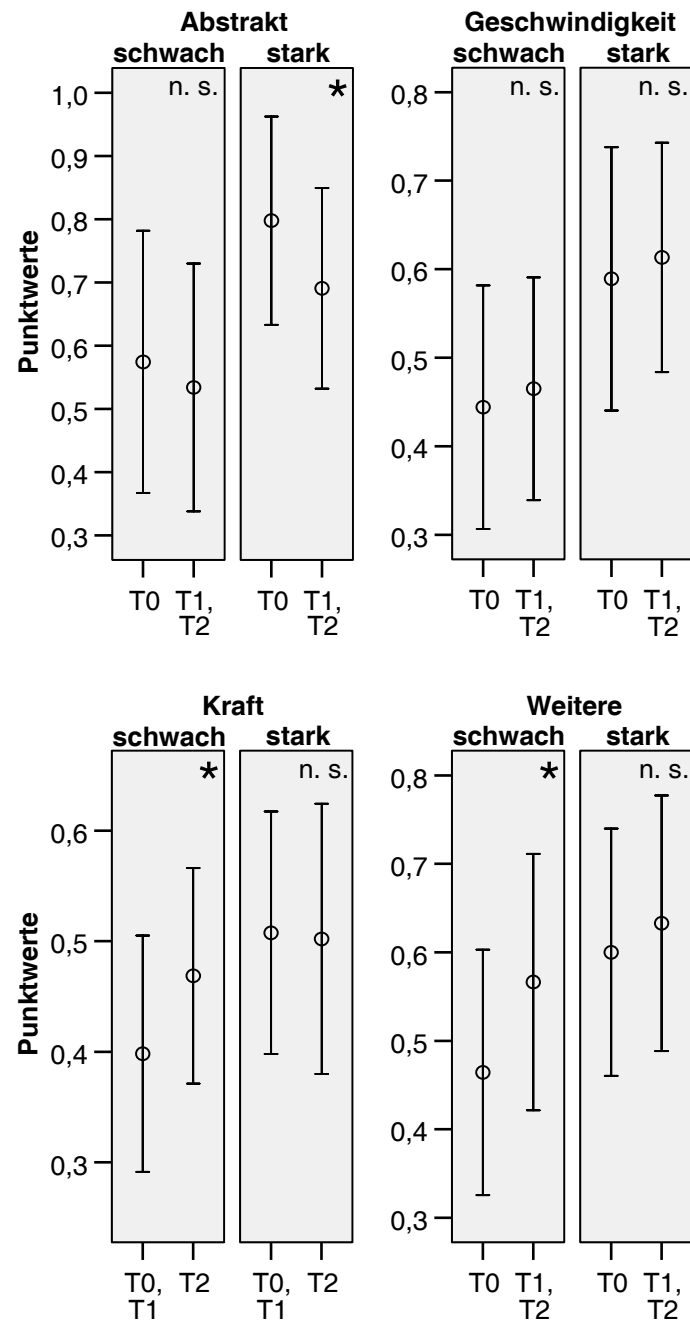 Abstrakt
schwach stark
n. s. *
1,0
0,9
0,8
0,7
0,6
0,5
0,4
0,3
Punktwerte
T0 T1, T0 T1,
T2 T2
Geschwindigkeit
schwach stark
n. s. n. s.
0,8
0,7
0,6
0,5
0,4
0,3
T0 T1, T0 T1,
T2 T2
Kraft
schwach stark
* n. s.
0,6
0,5
0,4
0,3
Punktwerte
T0, T2 T0, T2
T1 T1
Weitere
schwach stark
* n. s.
0,8
0,7
0,6
0,5
0,4
0,3
T0 T1, T0 T1,
T2 T2